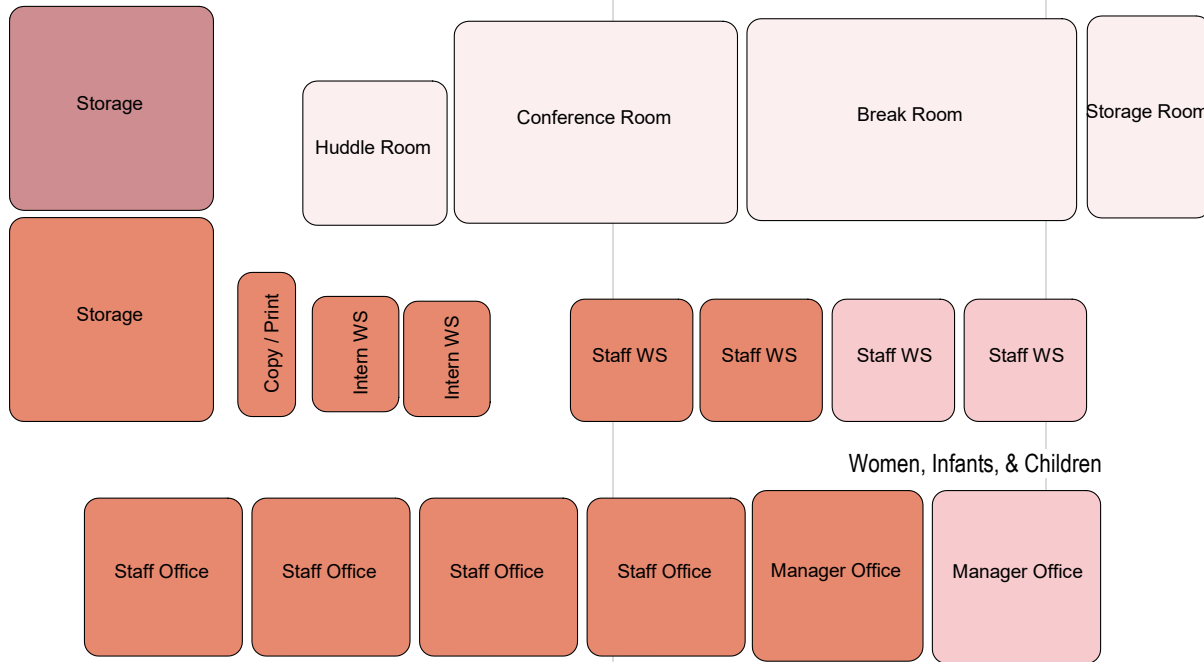 Storage
Huddle Room
Conference Room
Break Room
Storage Room
Storage
Copy / Print
Intern WS
Intern WS
Staff WS
Staff WS
Staff WS
Staff WS
Women, Infants, & Children
Staff Office
Staff Office
Staff Office
Staff Office
Manager Office
Manager Office